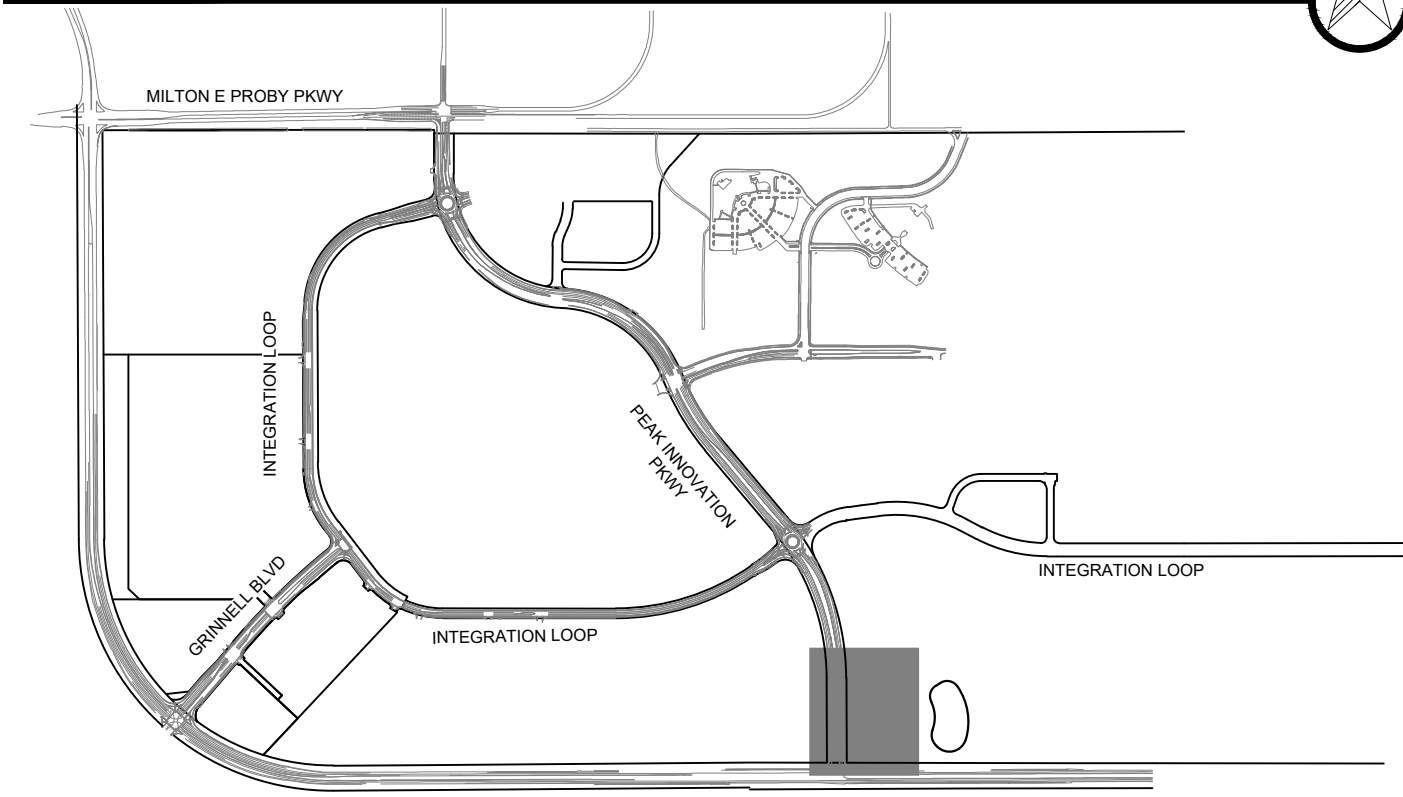 MILTON E PROBY PKWY
INTEGRATION LOOP
PEAK INNOVATION
PKWY
INTEGRATION LOOP
GRINNELL BLVD
INTEGRATION LOOP